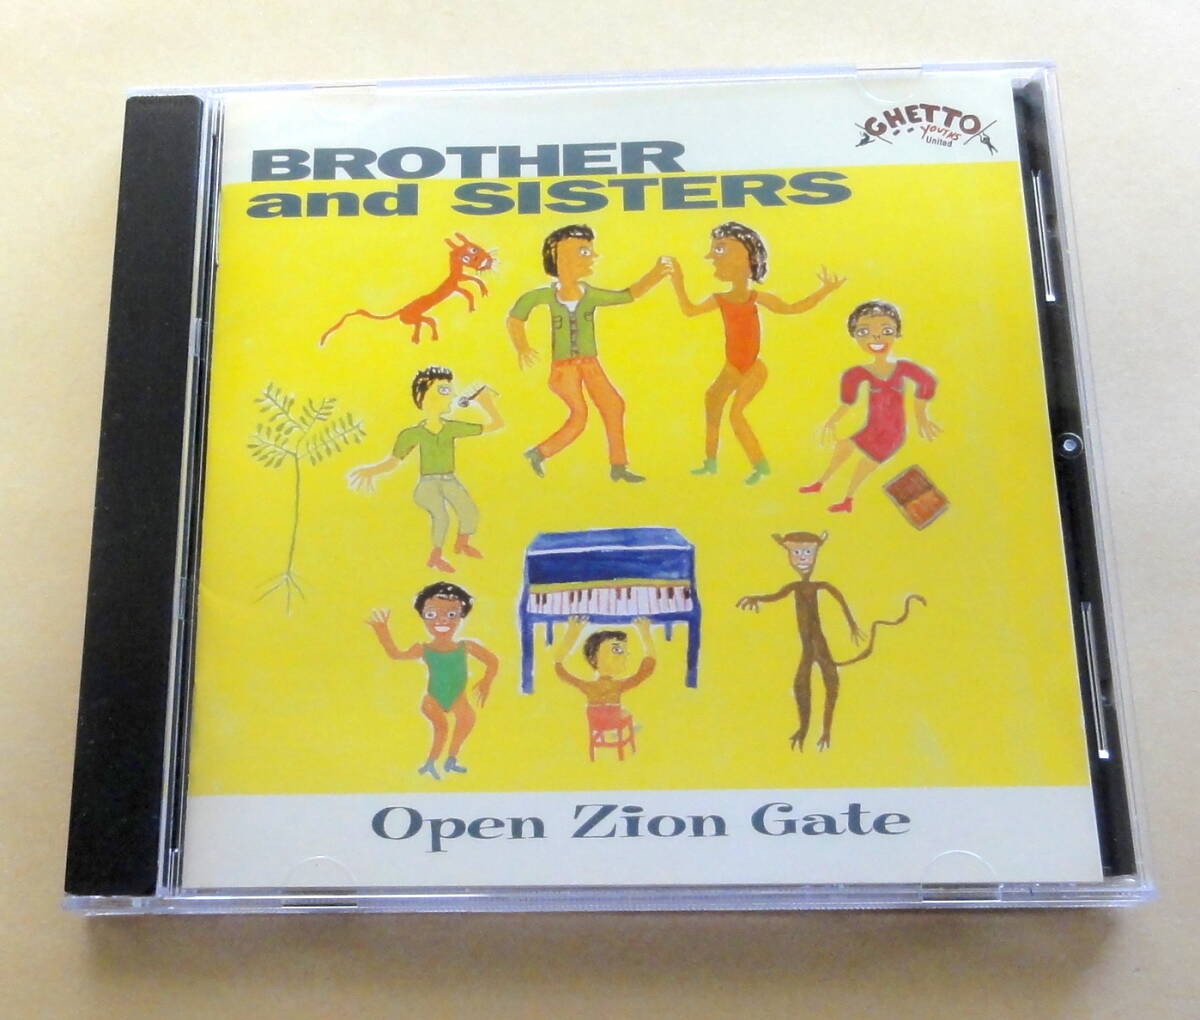 GHETTO
YOUTHS
United
BROTHER
and SISTERS
Open Zion Gate